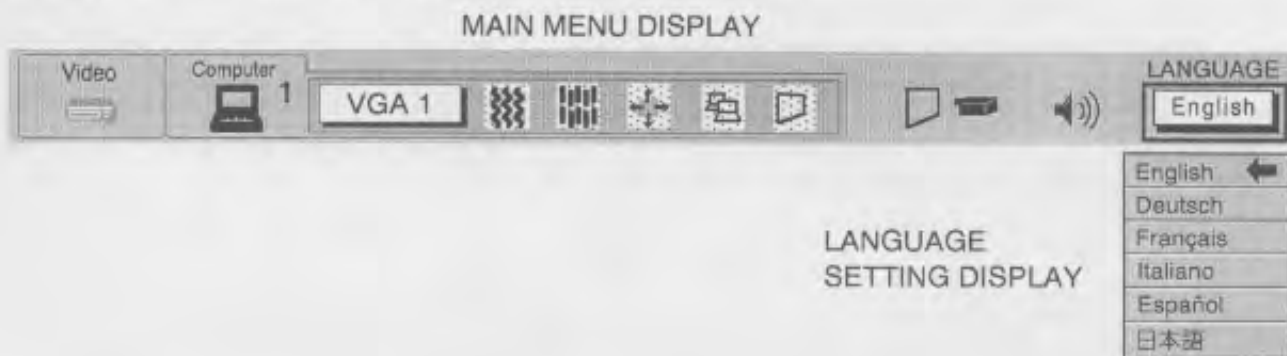 MAIN MENU DISPLAY
Video
Computer
1
VGA 1
LANGUAGE
English
English
Deutsch
Français
Italiano
Español
日本語
LANGUAGE
SETTING DISPLAY